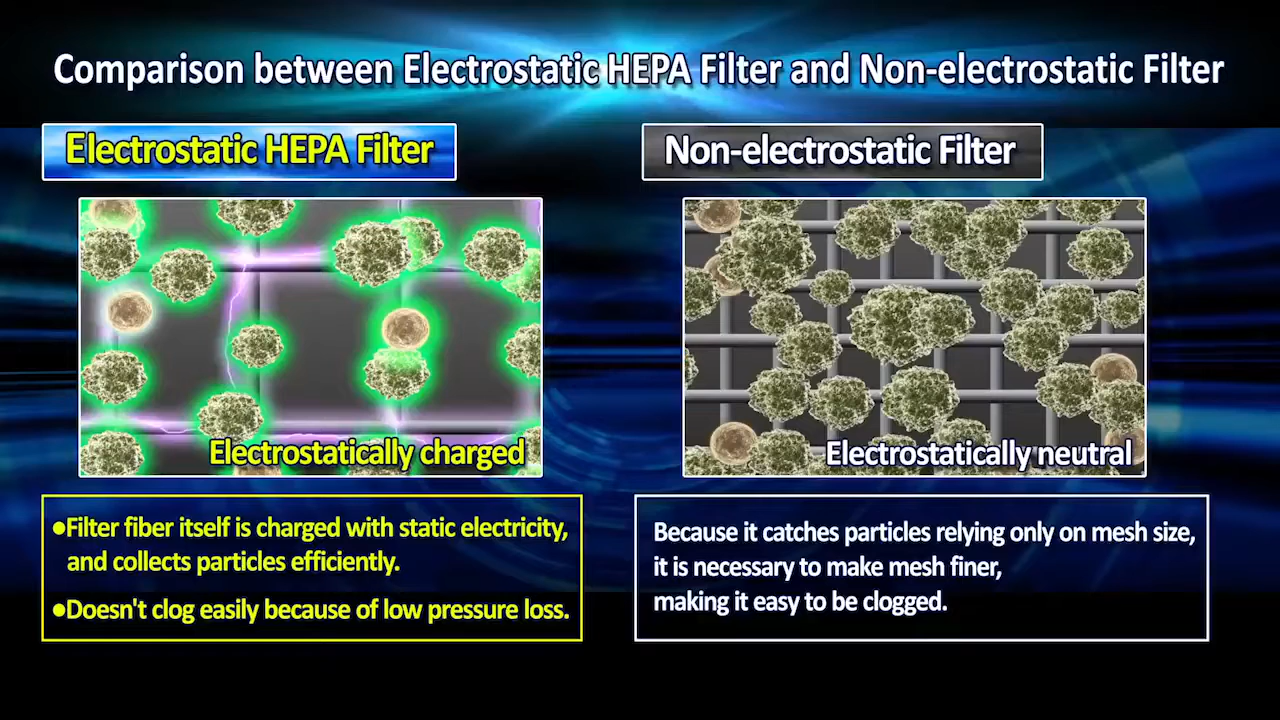 Comparison between Electrostatic HEPA Filter and Non-electrostatic Filter
Electrostatic HEPA Filter
Electrostatically charged
●Filter fiber itself is charged with static electricity,
and collects particles efficiently.
●Doesn't clog easily because of low pressure loss.
Non-electrostatic Filter
Electrostatically neutral
Because it catches particles relying only on mesh size,
it is necessary to make mesh finer,
making it easy to be clogged.